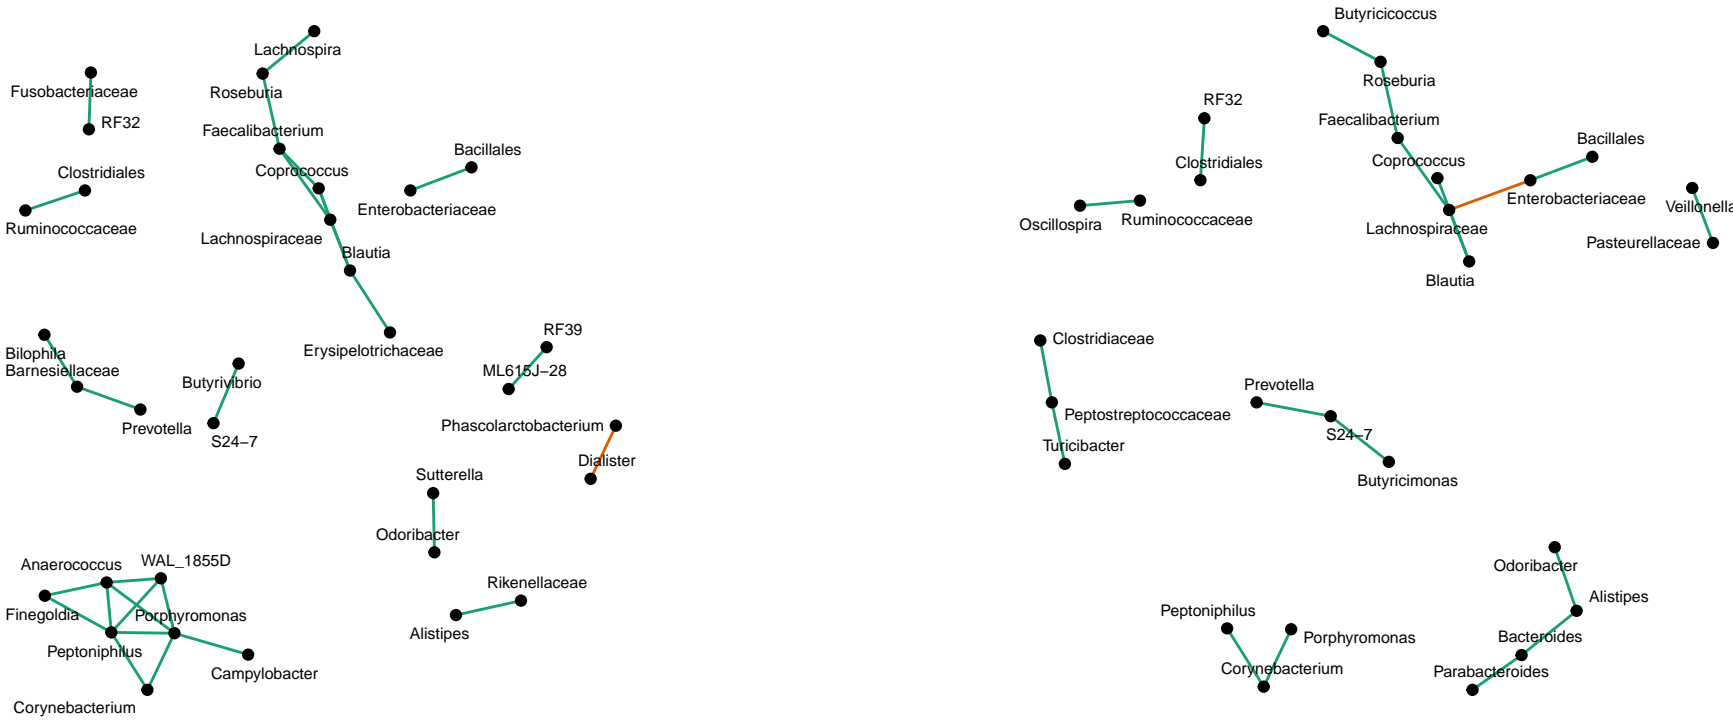 Lachnospira
Fusobacteriaceae
Roseburia
RF32
Faecalibacterium
Clostridiales
Coprococcus
Bacillales
Enterobacteriaceae
Ruminococcaceae
Lachnospiraceae
Blautia
Erysipelotrichaceae
RF39
Bilophila
Barnesiellaceae
ML615J−28
Butyrivibrio
Prevotella
S24−7
Phascolarctobacterium
Dialister
Sutterella
Odoribacter
Anaerococcus
WAL_1855D
Rikenellaceae
Finegoldia
Porphyromonas
Alistipes
Peptoniphilus
Campylobacter
Corynebacterium
Butyricicoccus
Roseburia
RF32
Faecalibacterium
Bacillales
Clostridiales
Coprococcus
Enterobacteriaceae
Veillonella
Oscillospira
Ruminococcaceae
Lachnospiraceae
Pasteurellaceae
Blautia
Clostridiaceae
Prevotella
Peptostreptococcaceae
S24−7
Turicibacter
Butyricimonas
Odoribacter
Alistipes
Peptoniphilus
Porphyromonas
Bacteroides
Corynebacterium
Parabacteroides